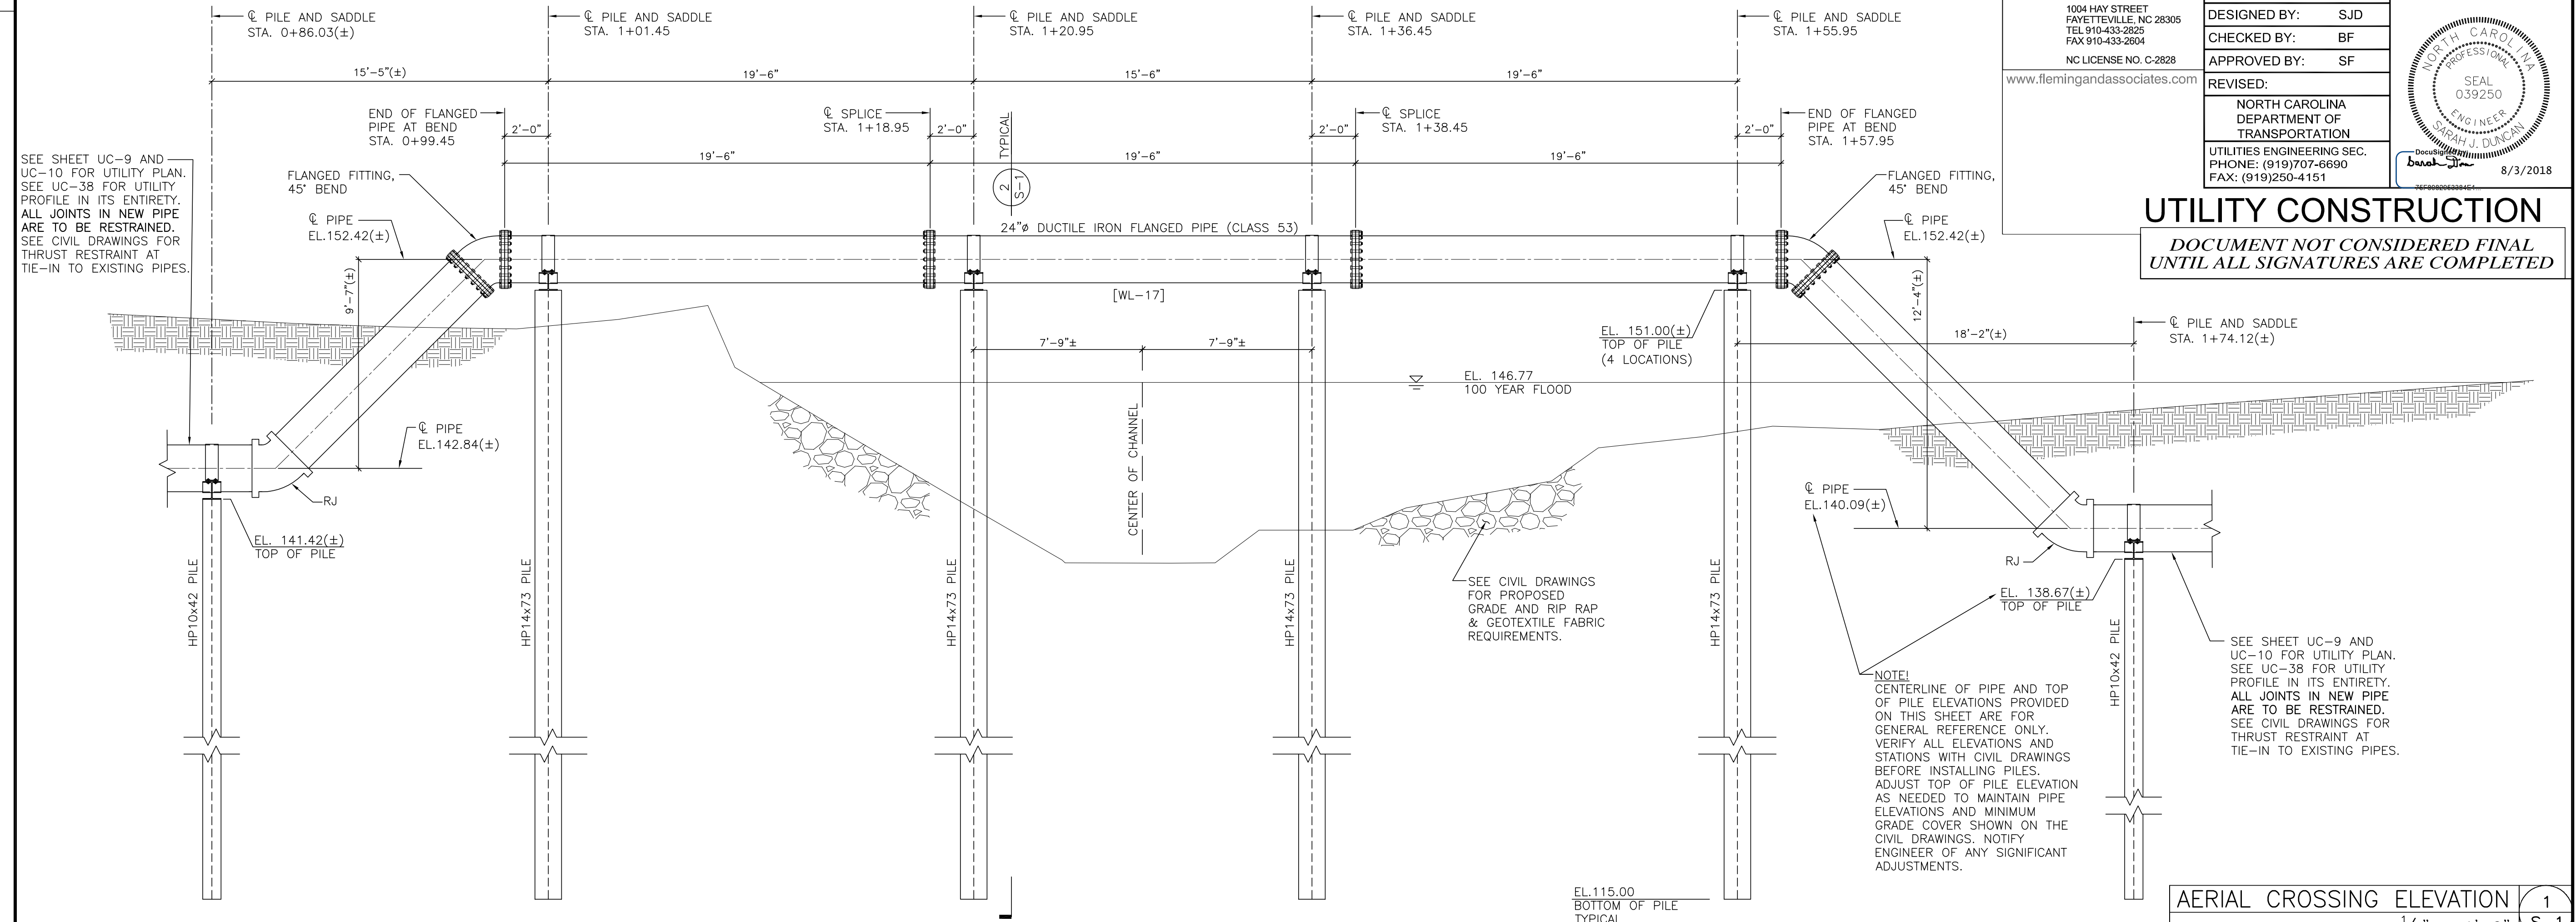 ℄ PILE AND SADDLE
STA. 0+86.03(±)
℄ PILE AND SADDLE
STA. 1+01.45
℄ PILE AND SADDLE
STA. 1+20.95
℄ PILE AND SADDLE
STA. 1+36.45
℄ PILE AND SADDLE
STA. 1+55.95
15'-5"(±)
19'-6"
15'-6"
19'-6"
END OF FLANGED
PIPE AT BEND
STA. 0+99.45
2'-0"
℄ SPLICE
STA. 1+18.95
2'-0"
TYPICAL
2
S-1
2'-0"
℄ SPLICE
STA. 1+38.45
2'-0"
END OF FLANGED
PIPE AT BEND
STA. 1+57.95
19'-6"
19'-6"
19'-6"
SEE SHEET UC-9 AND
UC-10 FOR UTILITY PLAN.
SEE UC-38 FOR UTILITY
PROFILE IN ITS ENTIRETY.
ALL JOINTS IN NEW PIPE
ARE TO BE RESTRAINED.
SEE CIVIL DRAWINGS FOR
THRUST RESTRAINT AT
TIE-IN TO EXISTING PIPES.
FLANGED FITTING,
45° BEND
℄ PIPE
EL.152.42(±)
9'-7"(±)
24"ø DUCTILE IRON FLANGED PIPE (CLASS 53)
[WL-17]
FLANGED FITTING,
45° BEND
℄ PIPE
EL.152.42(±)
12'-4"(±)
EL. 151.00(±)
TOP OF PILE
(4 LOCATIONS)
7'-9"±
7'-9"±
18'-2"(±)
℄ PILE AND SADDLE
STA. 1+74.12(±)
EL. 146.77
100 YEAR FLOOD
CENTER OF CHANNEL
℄ PIPE
EL.142.84(±)
RJ
EL. 141.42(±)
TOP OF PILE
℄ PIPE
EL.140.09(±)
RJ
EL. 138.67(±)
TOP OF PILE
HP10x42 PILE
HP14x73 PILE
HP14x73 PILE
HP14x73 PILE
HP14x73 PILE
HP10x42 PILE
SEE CIVIL DRAWINGS
FOR PROPOSED
GRADE AND RIP RAP
& GEOTEXTILE FABRIC
REQUIREMENTS.
NOTE!
CENTERLINE OF PIPE AND TOP
OF PILE ELEVATIONS PROVIDED
ON THIS SHEET ARE FOR
GENERAL REFERENCE ONLY.
VERIFY ALL ELEVATIONS AND
STATIONS WITH CIVIL DRAWINGS
BEFORE INSTALLING PILES.
ADJUST TOP OF PILE ELEVATION
AS NEEDED TO MAINTAIN PIPE
ELEVATIONS AND MINIMUM
GRADE COVER SHOWN ON THE
CIVIL DRAWINGS. NOTIFY
ENGINEER OF ANY SIGNIFICANT
ADJUSTMENTS.
SEE SHEET UC-9 AND
UC-10 FOR UTILITY PLAN.
SEE UC-38 FOR UTILITY
PROFILE IN ITS ENTIRETY.
ALL JOINTS IN NEW PIPE
ARE TO BE RESTRAINED.
SEE CIVIL DRAWINGS FOR
THRUST RESTRAINT AT
TIE-IN TO EXISTING PIPES.
EL.115.00
BOTTOM OF PILE
TYPICAL
1004 HAY STREET
FAYETTEVILLE, NC 28305
TEL 910-433-2825
FAX 910-433-2604
NC LICENSE NO. C-2828
www.flemingandassociates.com
DESIGNED BY: SJD
CHECKED BY: BF
APPROVED BY: SF
REVISED:
NORTH CAROLINA
DEPARTMENT OF
TRANSPORTATION
UTILITIES ENGINEERING SEC.
PHONE: (919)707-6690
FAX: (919)250-4151
NORTH CAROLINA
PROFESSIONAL
SEAL
039250
ENGINEER
SARAH J. DUNCAN
8/3/2018
UTILITY CONSTRUCTION
DOCUMENT NOT CONSIDERED FINAL
UNTIL ALL SIGNATURES ARE COMPLETED
AERIAL CROSSING ELEVATION
1
S-1